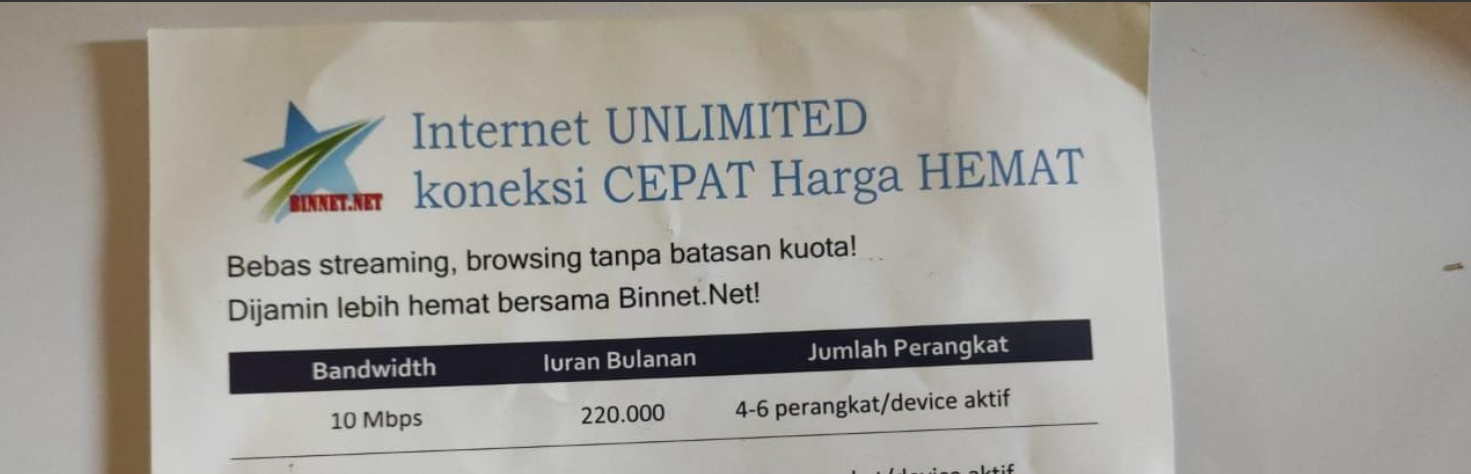 BINNET.NET
Internet UNLIMITED
koneksi CEPAT Harga HEMAT
Bebas streaming, browsing tanpa batasan kuota!
Dijamin lebih hemat bersama Binnet.Net!
Bandwidth Iuran Bulanan Jumlah Perangkat
10 Mbps 220.000 4-6 perangkat/device aktif
aktif